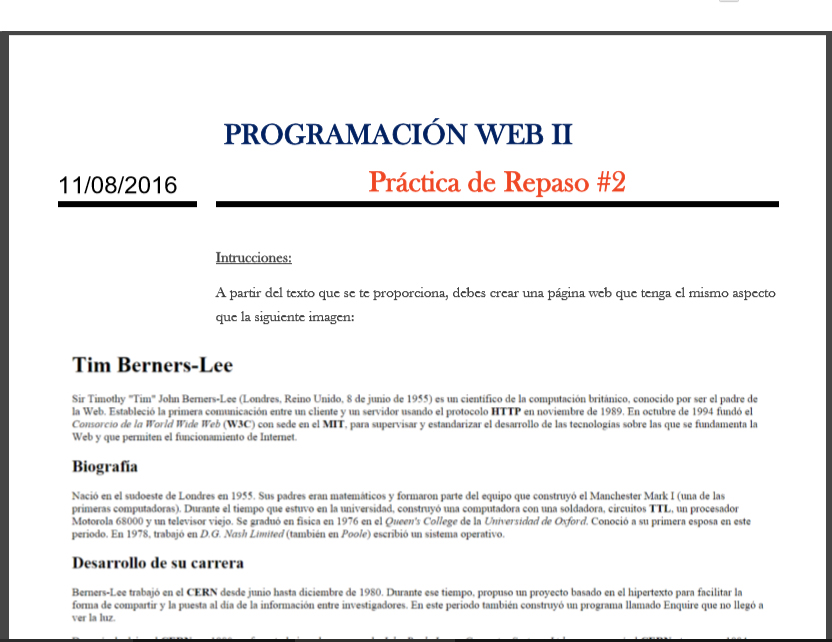 PROGRAMACIÓN WEB II
11/08/2016
Práctica de Repaso #2
Intrucciones:
A partir del texto que se te proporciona, debes crear una página web que tenga el mismo aspecto
que la siguiente imagen:
Tim Berners-Lee
Sir Timothy "Tim" John Berners-Lee (Londres, Reino Unido, 8 de junio de 1955) es un científico de la computación británico, conocido por ser el padre de
la Web. Estableció la primera comunicación entre un cliente y un servidor usando el protocolo HTTP en noviembre de 1989. En octubre de 1994 fundó el
Consorcio de la World Wide Web (W3C) con sede en el MIT, para supervisar y estandarizar el desarrollo de las tecnologías sobre las que se fundamenta la
Web y que permiten el funcionamiento de Internet.
Biografía
Nació en el sudoeste de Londres en 1955. Sus padres eran matemáticos y formaron parte del equipo que construyó el Manchester Mark I (una de las
primeras computadoras). Durante el tiempo que estuvo en la universidad, construyó una computadora con una soldadora, circuitos TTL, un procesador
Motorola 68000 y un televisor viejo. Se graduó en física en 1976 en el Queen's College de la Universidad de Oxford. Conoció a su primera esposa en este
periodo. En 1978, trabajó en D.G. Nash Limited (también en Poole) escribió un sistema operativo.
Desarrollo de su carrera
Berners-Lee trabajó en el CERN desde junio hasta diciembre de 1980. Durante ese tiempo, propuso un proyecto basado en el hipertexto para facilitar la
forma de compartir y la puesta al día de la información entre investigadores. En este periodo también construyó un programa llamado Enquire que no llegó a
ver la luz.